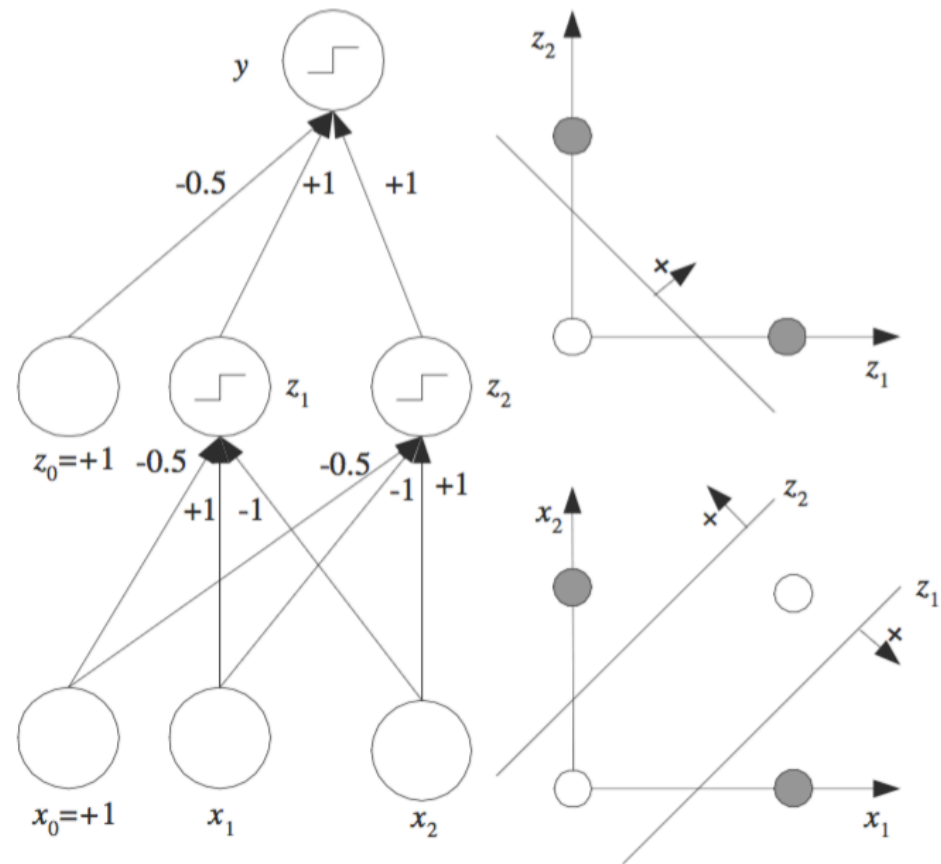 y
-0.5 +1 +1
z₀=+1 z₁ z₂
-0.5 +1 -1 -0.5 -1 +1
x₀=+1 x₁ x₂
z₂
+
z₁
x₂ z₂
+
z₁
+
x₁